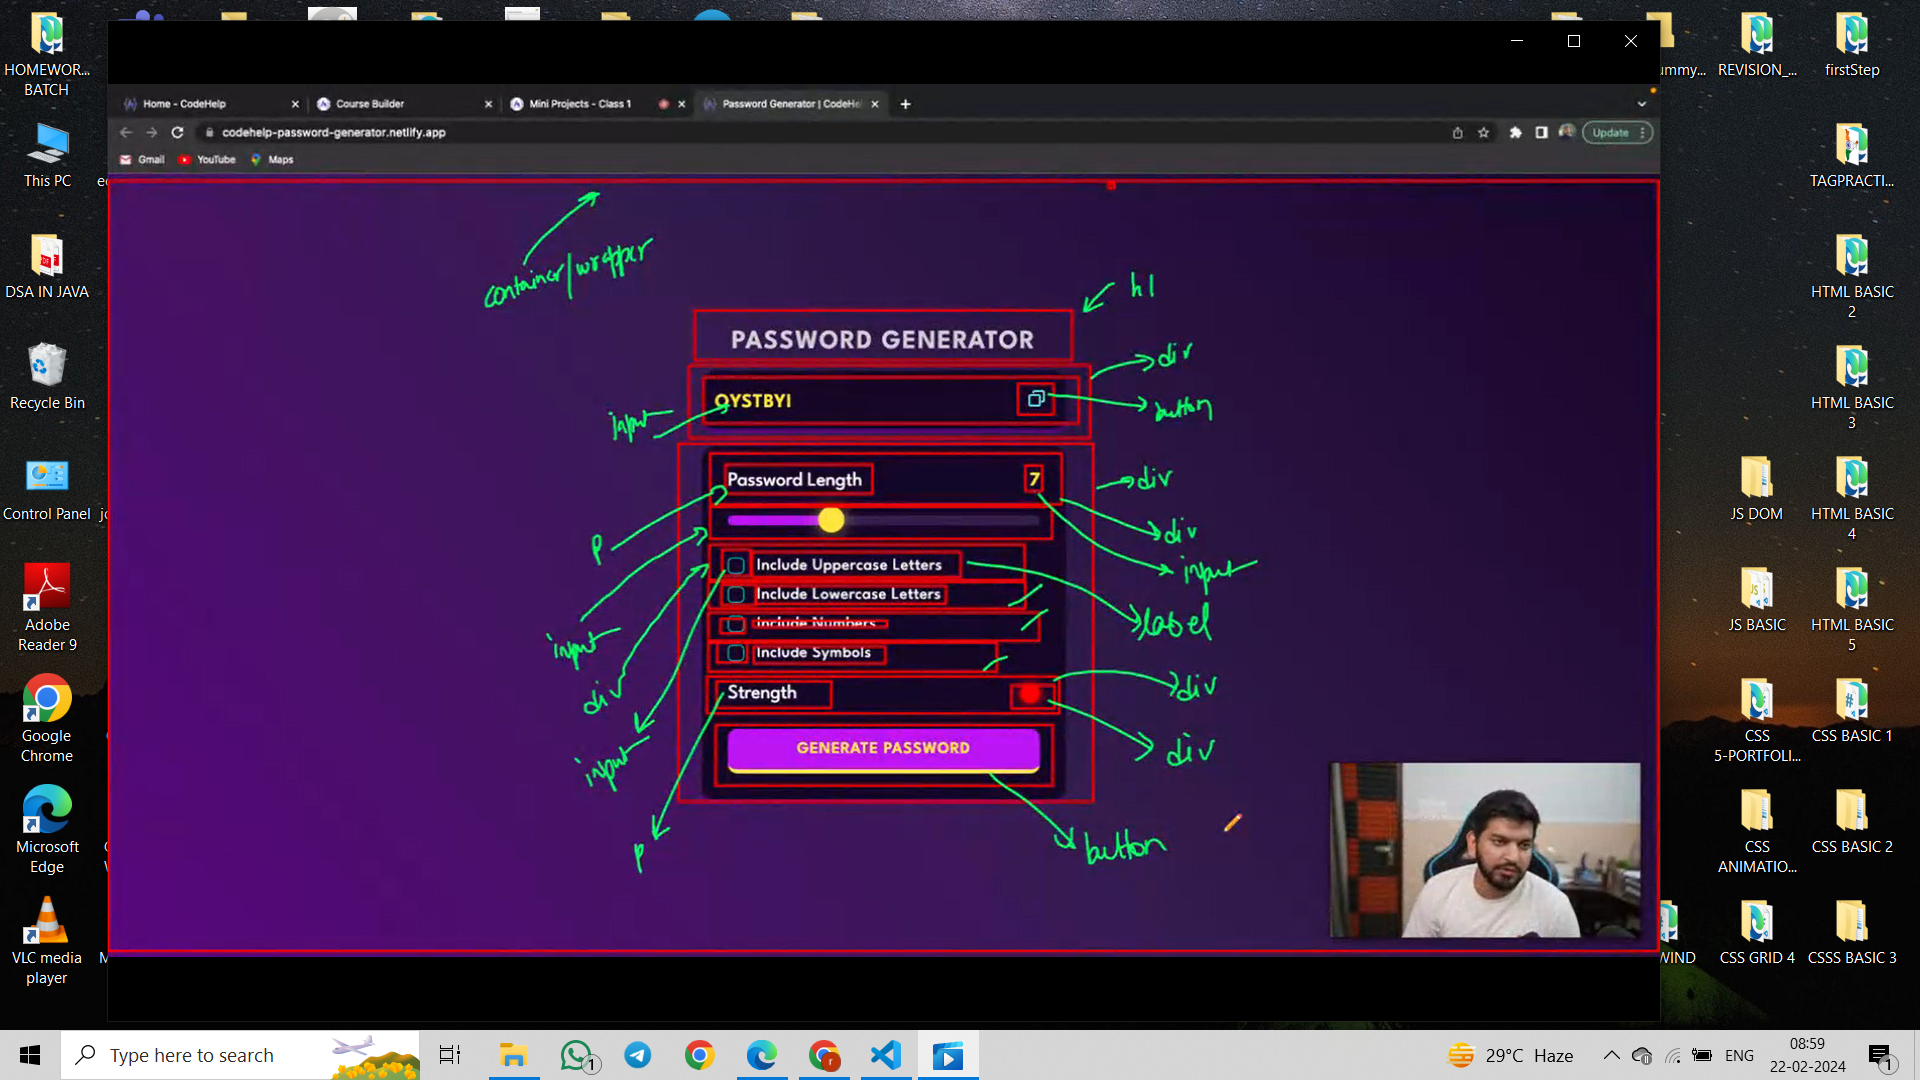 HOMEWOR...
BATCH
This PC
DSA IN JAVA
Recycle Bin
Control Panel
Adobe
Reader 9
Google
Chrome
Microsoft
Edge
VLC media
player
Home - CodeHelp
Course Builder
Mini Projects - Class 1
Password Generator | CodeHe
codehelp-password-generator.netlify.app
Update
Gmail
YouTube
Maps
container/wrapper
h1
PASSWORD GENERATOR
div
OYSTBYI
button
input
Password Length
7
div
div
p
input
Include Uppercase Letters
Include Lowercase Letters
label
Include Numbers
input
Include Symbols
div
Strength
div
GENERATE PASSWORD
div
input
p
button
ummy...
REVISION_...
firstStep
TAGPRACTI...
HTML BASIC
2
HTML BASIC
3
JS DOM
HTML BASIC
4
JS BASIC
HTML BASIC
5
CSS
5-PORTFOLI...
CSS BASIC 1
CSS
ANIMATIO...
CSS BASIC 2
WIND
CSS GRID 4
CSSS BASIC 3
Type here to search
1
29°C Haze
ENG
08:59
22-02-2024
1